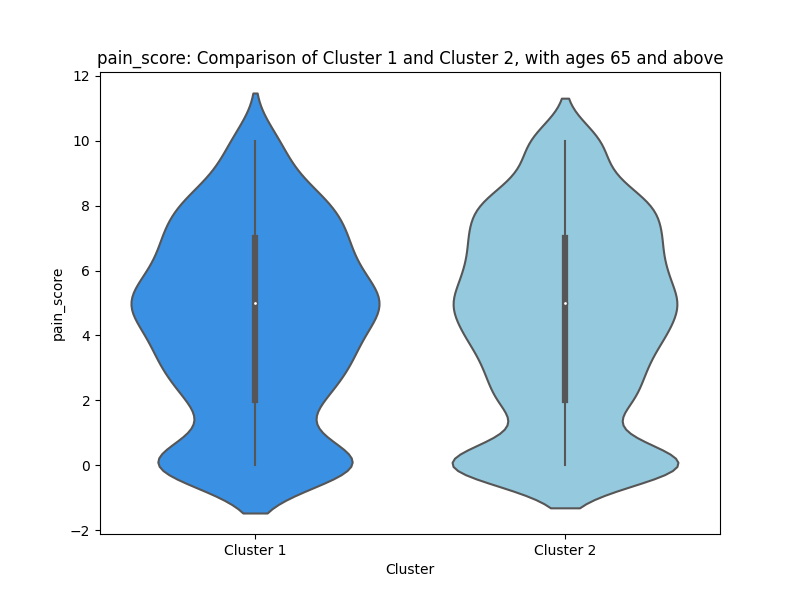 pain_score: Comparison of Cluster 1 and Cluster 2, with ages 65 and above
12
10
8
6
4
2
0
−2
pain_score
Cluster 1
Cluster 2
Cluster